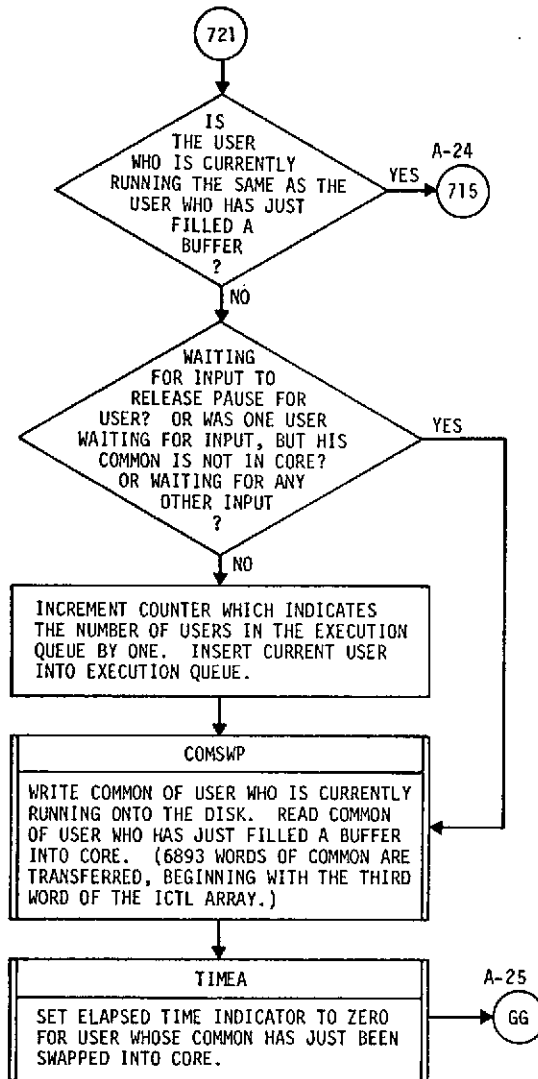 721
IS
THE USER
WHO IS CURRENTLY
RUNNING THE SAME AS THE
USER WHO HAS JUST
FILLED A
BUFFER
?
YES
A-24
715
NO
WAITING
FOR INPUT TO
RELEASE PAUSE FOR
USER? OR WAS ONE USER
WAITING FOR INPUT, BUT HIS
COMMON IS NOT IN CORE?
OR WAITING FOR ANY
OTHER INPUT
?
YES
NO
INCREMENT COUNTER WHICH INDICATES
THE NUMBER OF USERS IN THE EXECUTION
QUEUE BY ONE. INSERT CURRENT USER
INTO EXECUTION QUEUE.
COMSWP
WRITE COMMON OF USER WHO IS CURRENTLY
RUNNING ONTO THE DISK. READ COMMON
OF USER WHO HAS JUST FILLED A BUFFER
INTO CORE. (6893 WORDS OF COMMON ARE
TRANSFERRED, BEGINNING WITH THE THIRD
WORD OF THE ICTL ARRAY.)
TIMEA
SET ELAPSED TIME INDICATOR TO ZERO
FOR USER WHOSE COMMON HAS JUST BEEN
SWAPPED INTO CORE.
A-25
GG